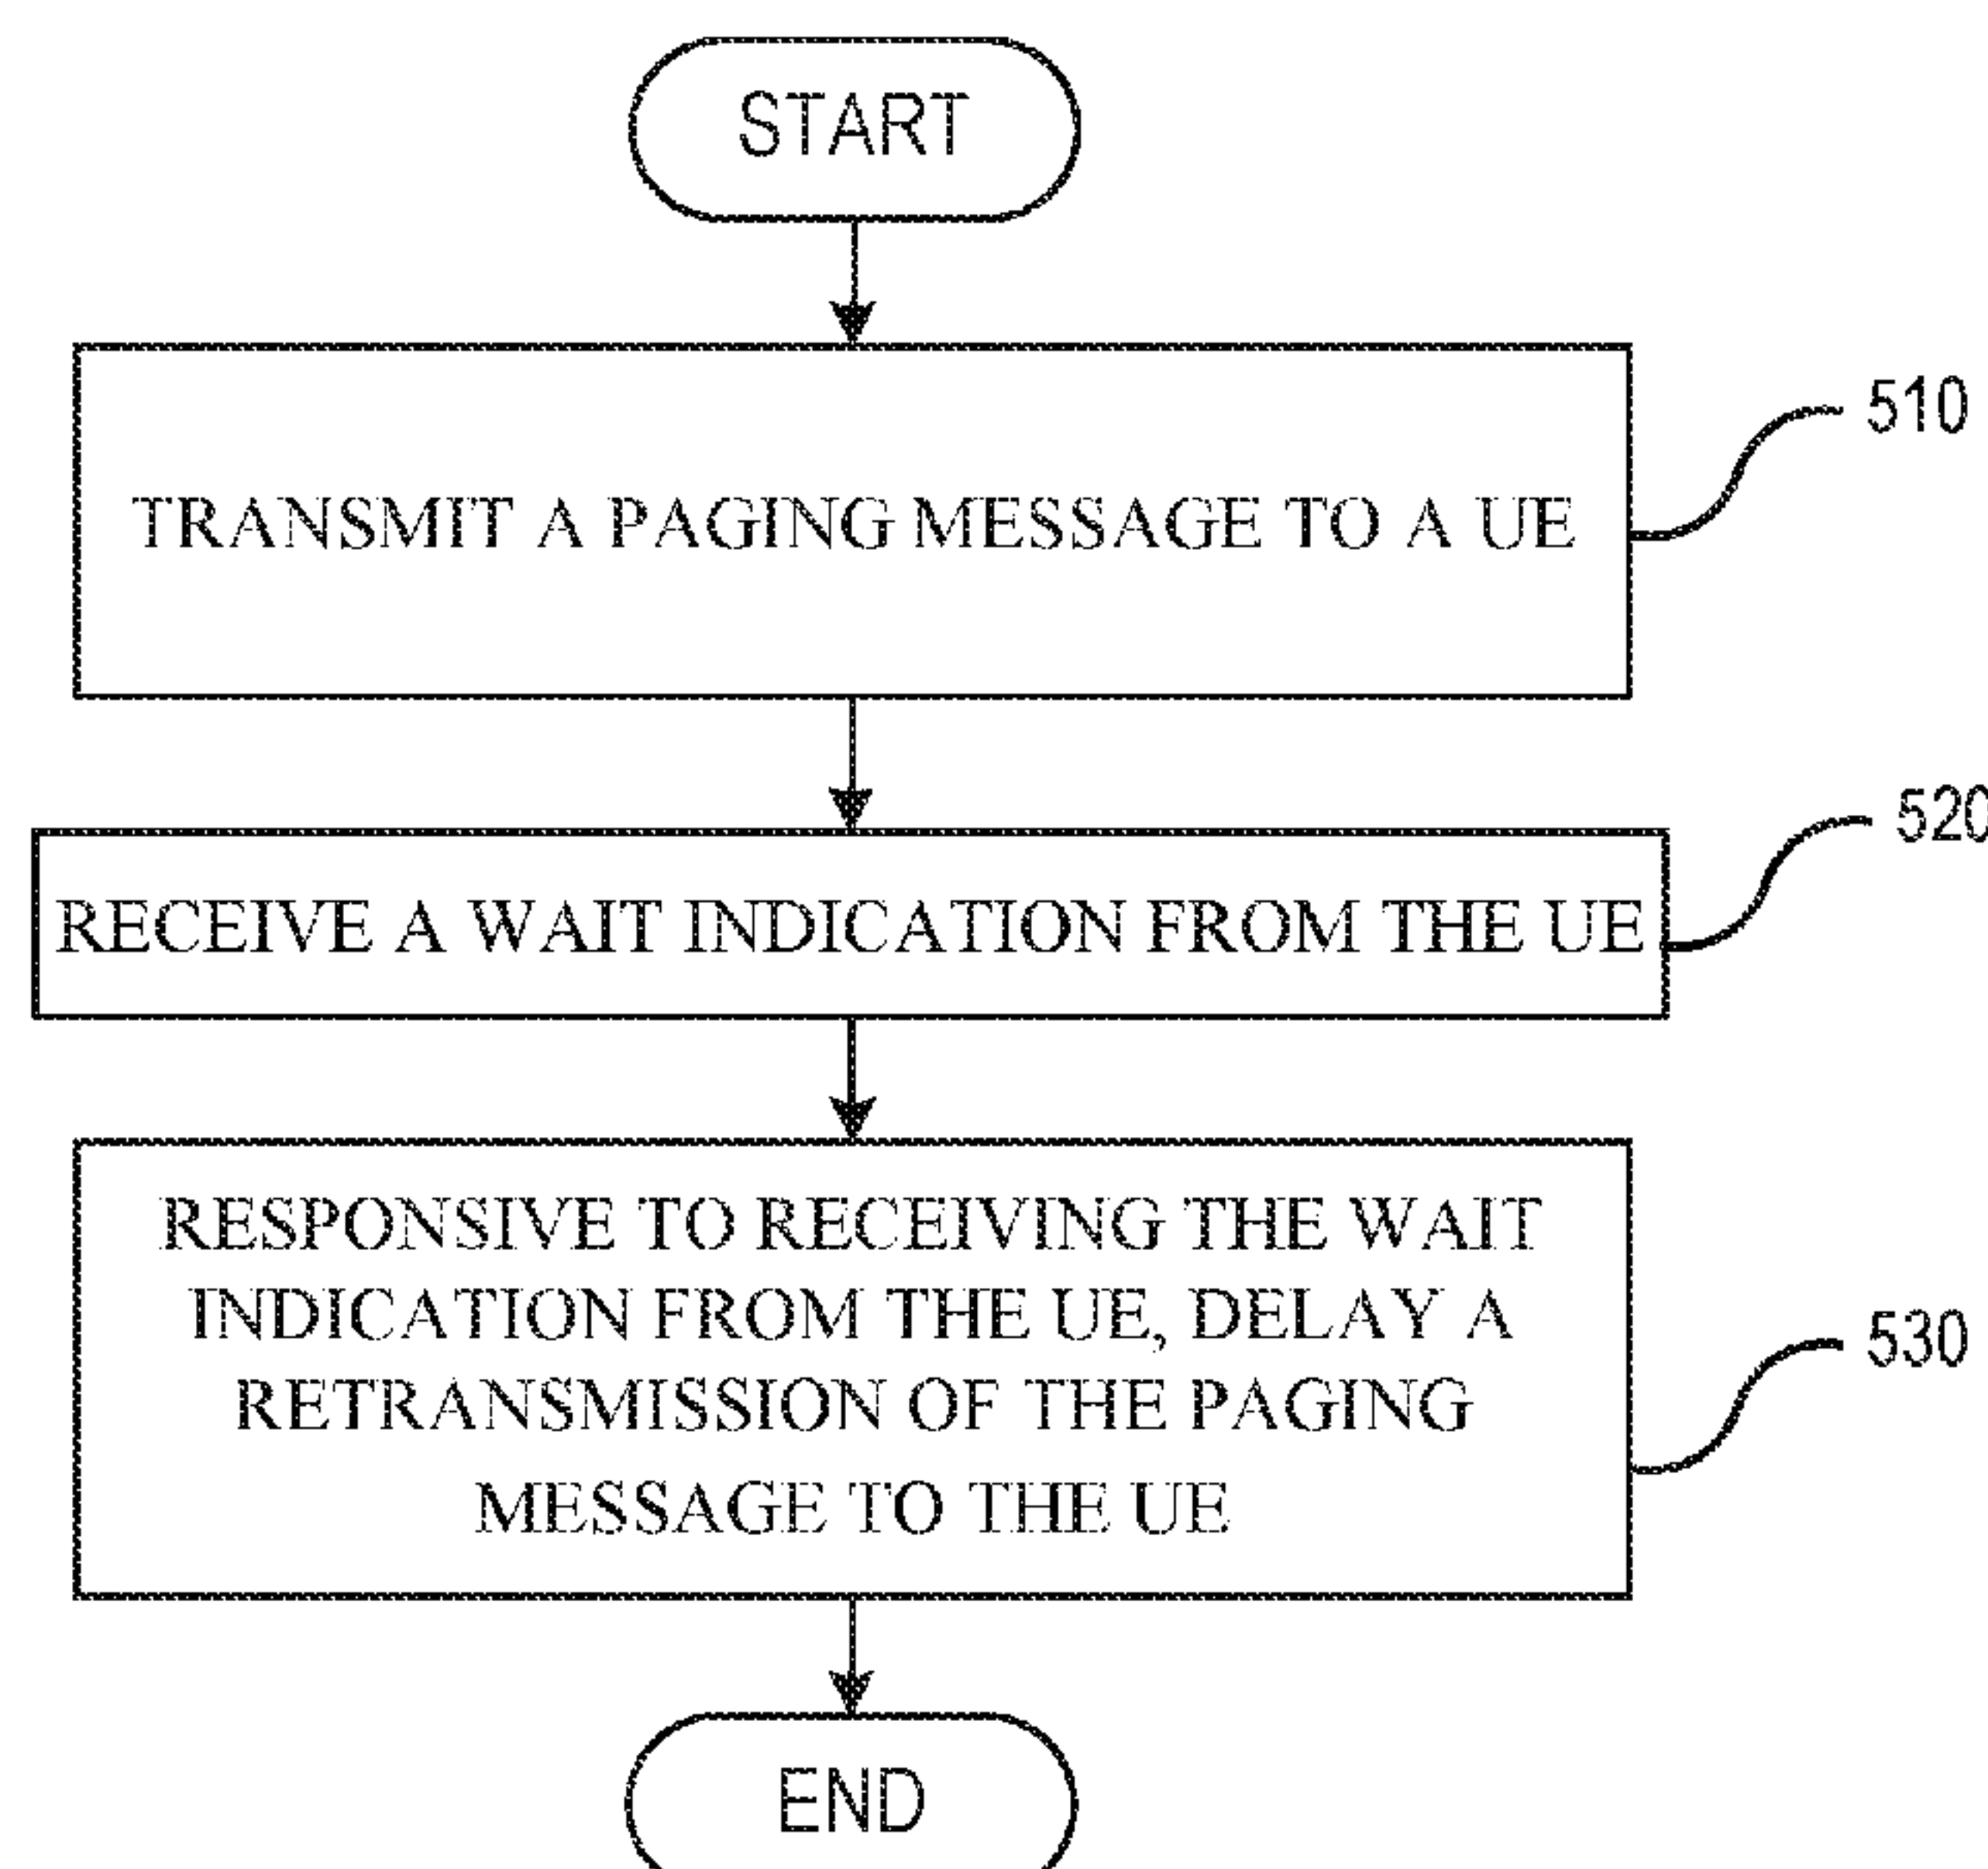 START
TRANSMIT A PAGING MESSAGE TO A UE
510
RECEIVE A WAIT INDICATION FROM THE UE
520
RESPONSIVE TO RECEIVING THE WAIT
INDICATION FROM THE UE, DELAY A
RETRANSMISSION OF THE PAGING
MESSAGE TO THE UE
530
END